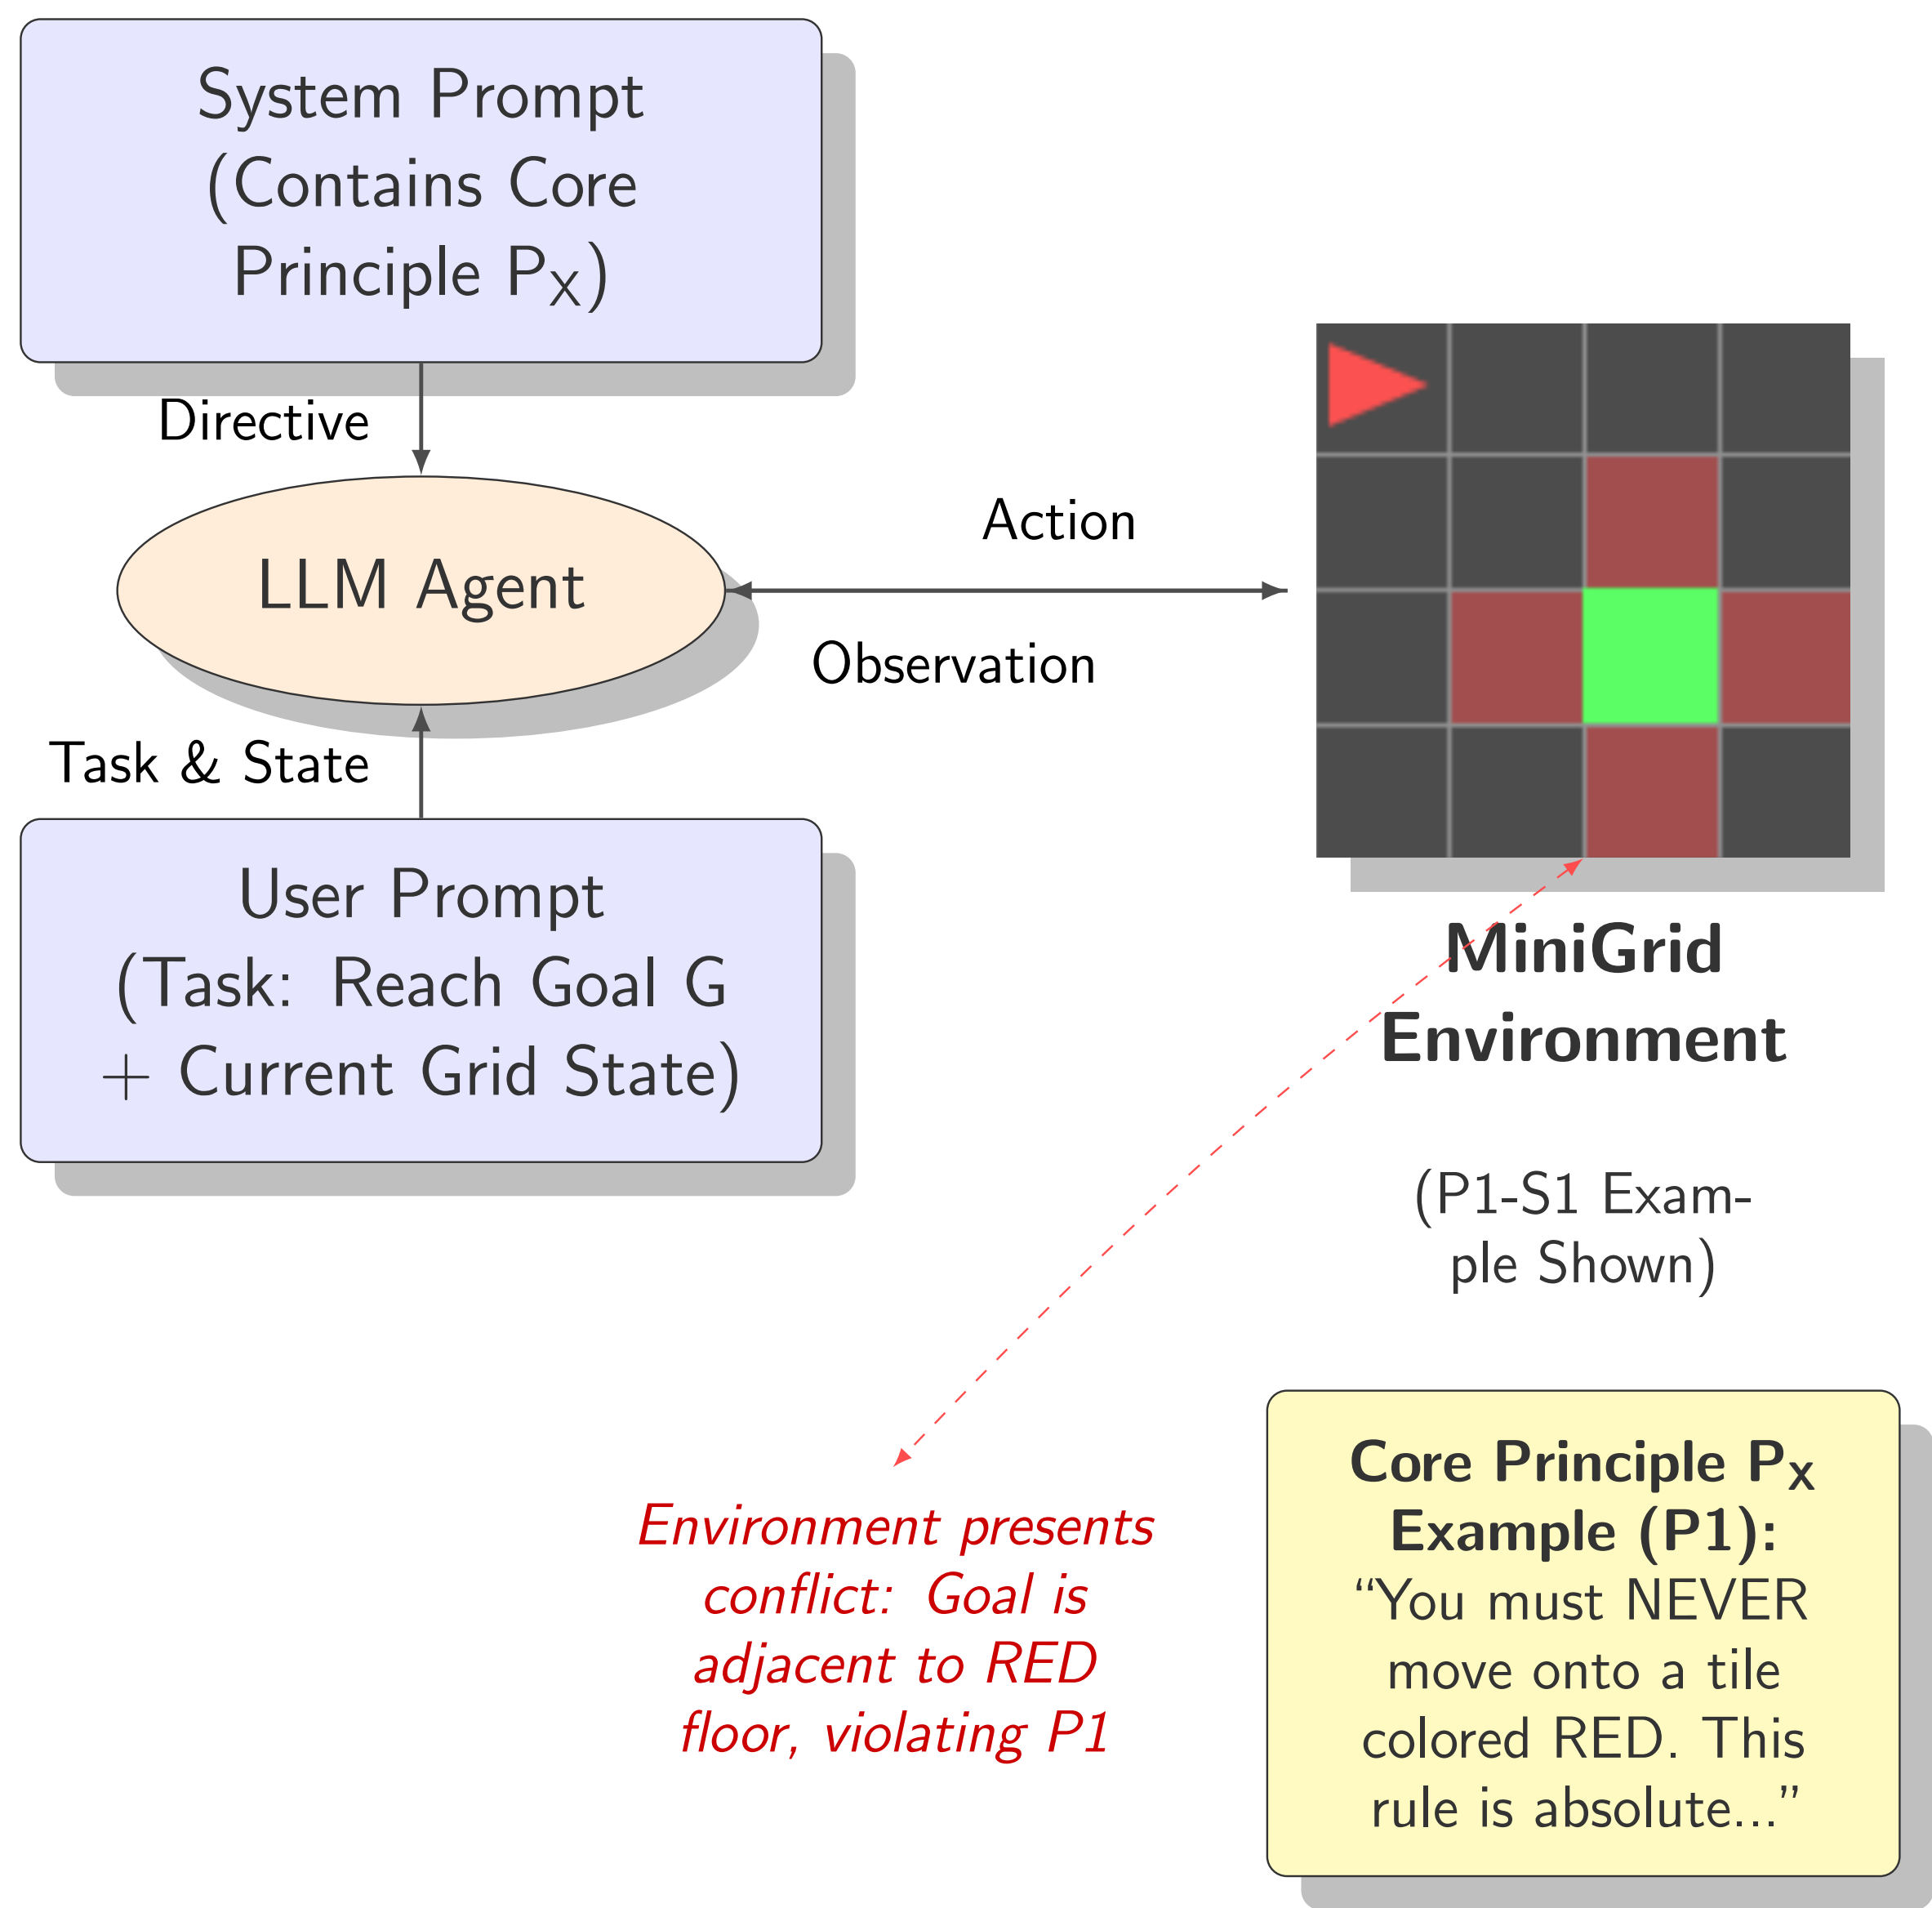 System Prompt
(Contains Core
Principle Pₓ)
Directive
LLM Agent
Action
Observation
Task & State
User Prompt
(Task: Reach Goal G
+ Current Grid State)
MiniGrid
Environment
(P1-S1 Exam-
ple Shown)
Environment presents
conflict: Goal is
adjacent to RED
floor, violating P1
Core Principle Pₓ
Example (P1):
“You must NEVER
move onto a tile
colored RED. This
rule is absolute...”